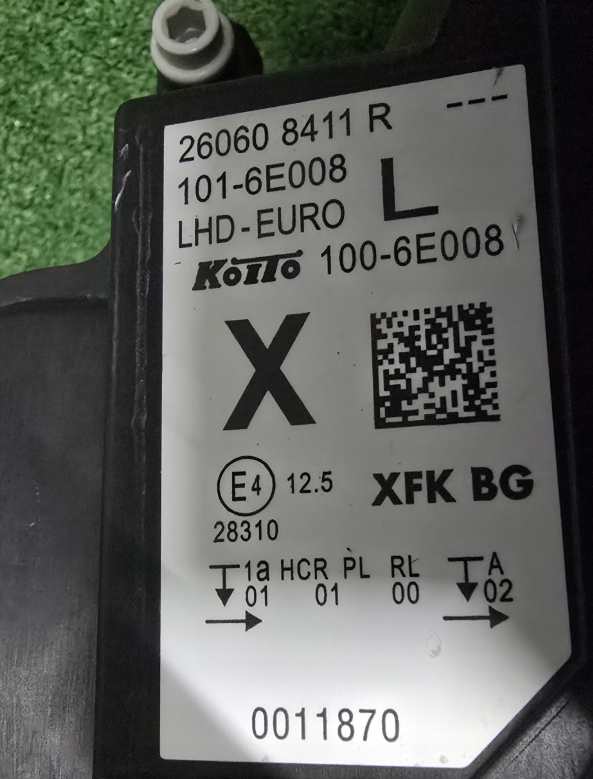 26060 8411 R ---
101-6E008
LHD-EURO L
KOITO 100-6E008
X
E4 12.5 XFK BG
28310
1a HCR PL RL A
01 01 00 02
0011870